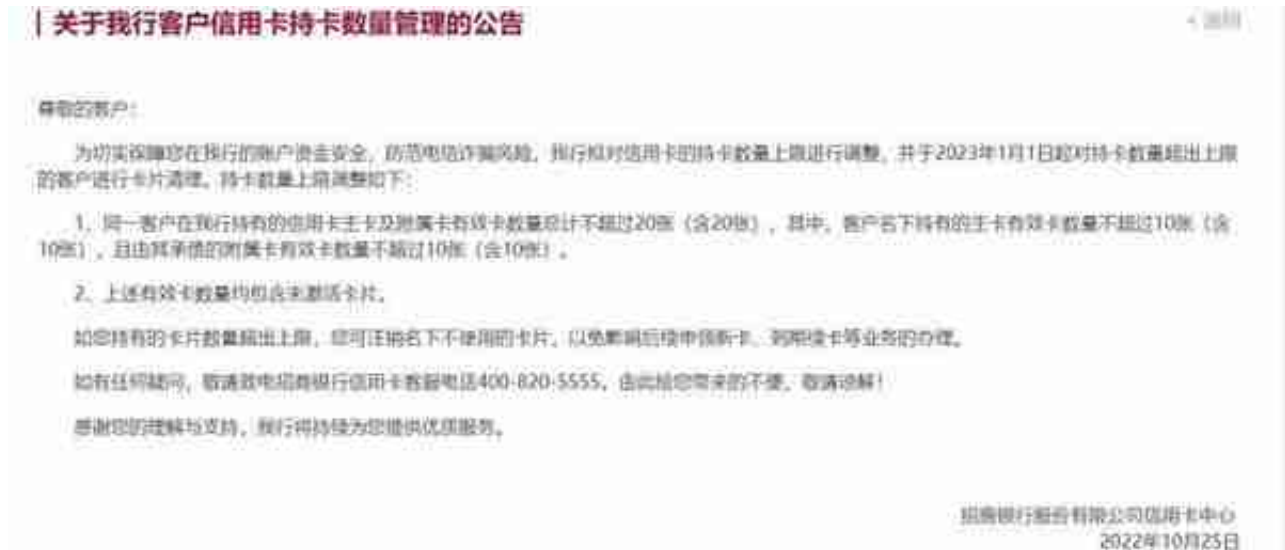 关于我行客户信用卡持卡数量管理的公告
< 返回
尊敬的客户：
为切实保障您在我行的账户资金安全，防范电信诈骗风险，我行拟对信用卡的持卡数量上限进行调整，并于2023年1月1日起对持卡数量超出上限
的客户进行卡片清理。持卡数量上限调整如下：
1、同一客户在我行持有的信用卡主卡及附属卡有效卡数量总计不超过20张（含20张），其中，客户名下持有的主卡有效卡数量不超过10张（含
10张），且由其承债的附属卡有效卡数量不超过10张（含10张）。
2、上述有效卡数量均包含未激活卡片。
如您持有的卡片数量超出上限，您可注销名下不使用的卡片，以免影响后续申领新卡、到期续卡等业务的办理。
如有任何疑问，敬请致电招商银行信用卡客服电话400-820-5555。由此给您带来的不便，敬请谅解！
感谢您的理解与支持，我行将持续为您提供优质服务。
招商银行股份有限公司信用卡中心
2022年10月25日